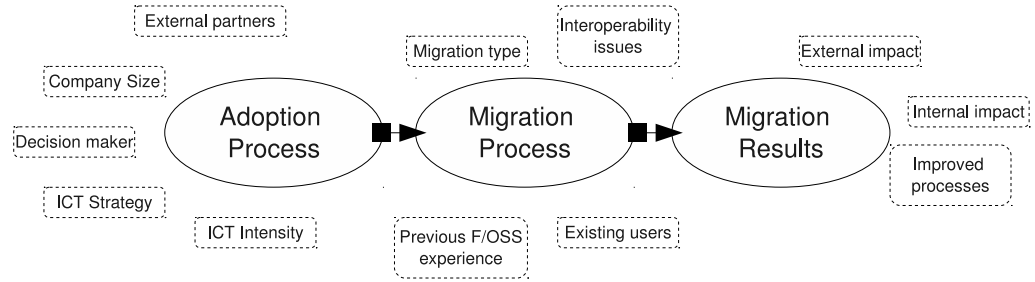 External partners
Company Size
Decision maker
ICT Strategy
ICT Intensity
Adoption
Process
Migration type
Interoperability
issues
Migration
Process
Previous F/OSS
experience
Existing users
External impact
Migration
Results
Internal impact
Improved
processes